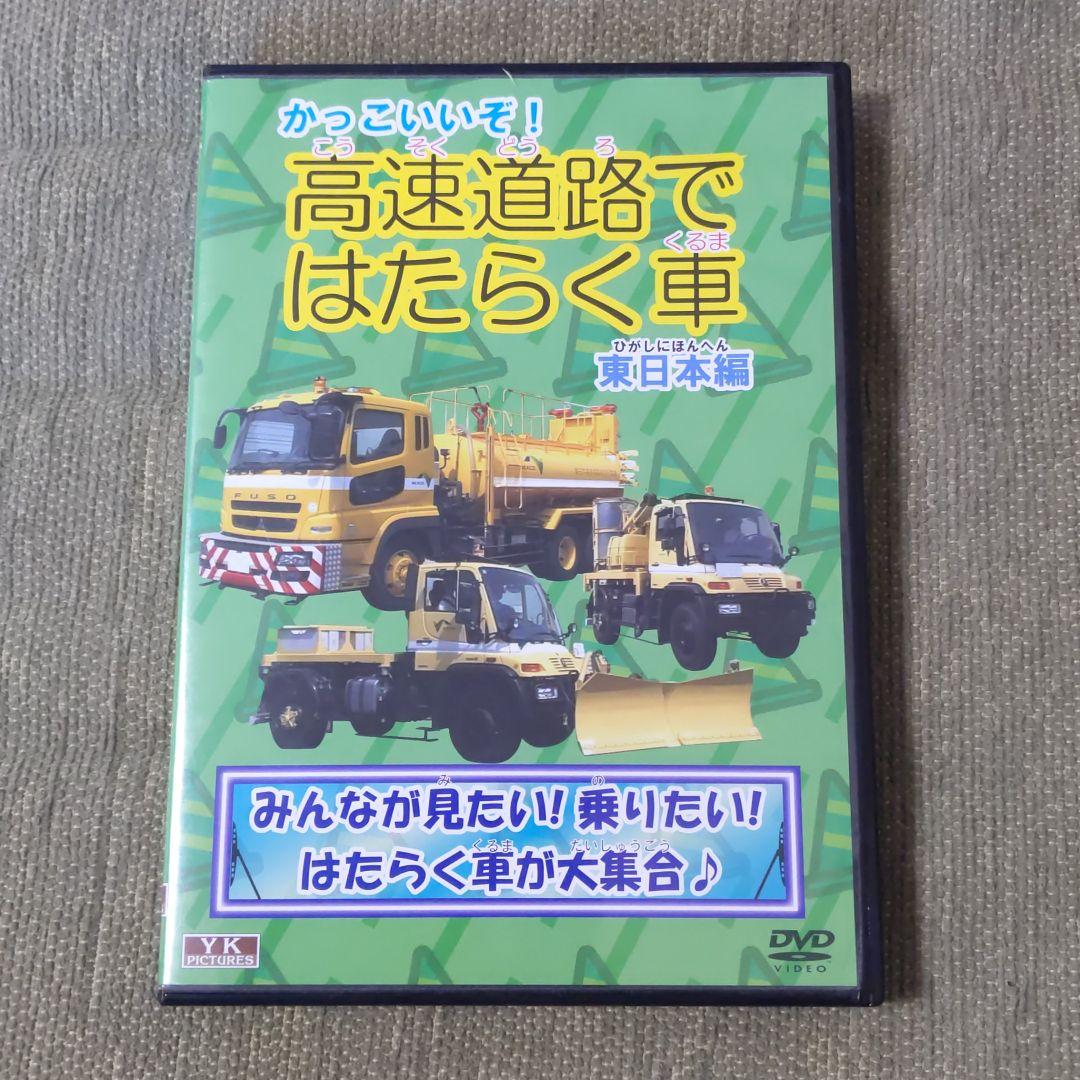 かっこいいぞ！
こう そく どう ろ
高速道路で
くるま
はたらく車
ひがしにほんへん
東日本編
FUSO
み の
みんなが見たい！乗りたい！
くるま だいしゅうごう
はたらく車が大集合♪
YK
PICTURES
DVD
VIDEO